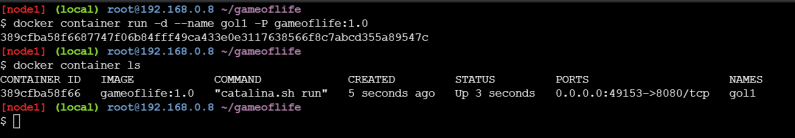 [node1] (local) root@192.168.0.8 ~/gameoflife
$ docker container run -d --name gol1 -P gameoflife:1.0
389cfba58f6687747f06b84fff49ca433e0e3117638566f8c7abcd355a89547c
[node1] (local) root@192.168.0.8 ~/gameoflife
$ docker container ls
CONTAINER ID   IMAGE            COMMAND             CREATED         STATUS         PORTS                     NAMES
389cfba58f66   gameoflife:1.0   "catalina.sh run"   5 seconds ago   Up 3 seconds   0.0.0.0:49153->8080/tcp   gol1
[node1] (local) root@192.168.0.8 ~/gameoflife
$